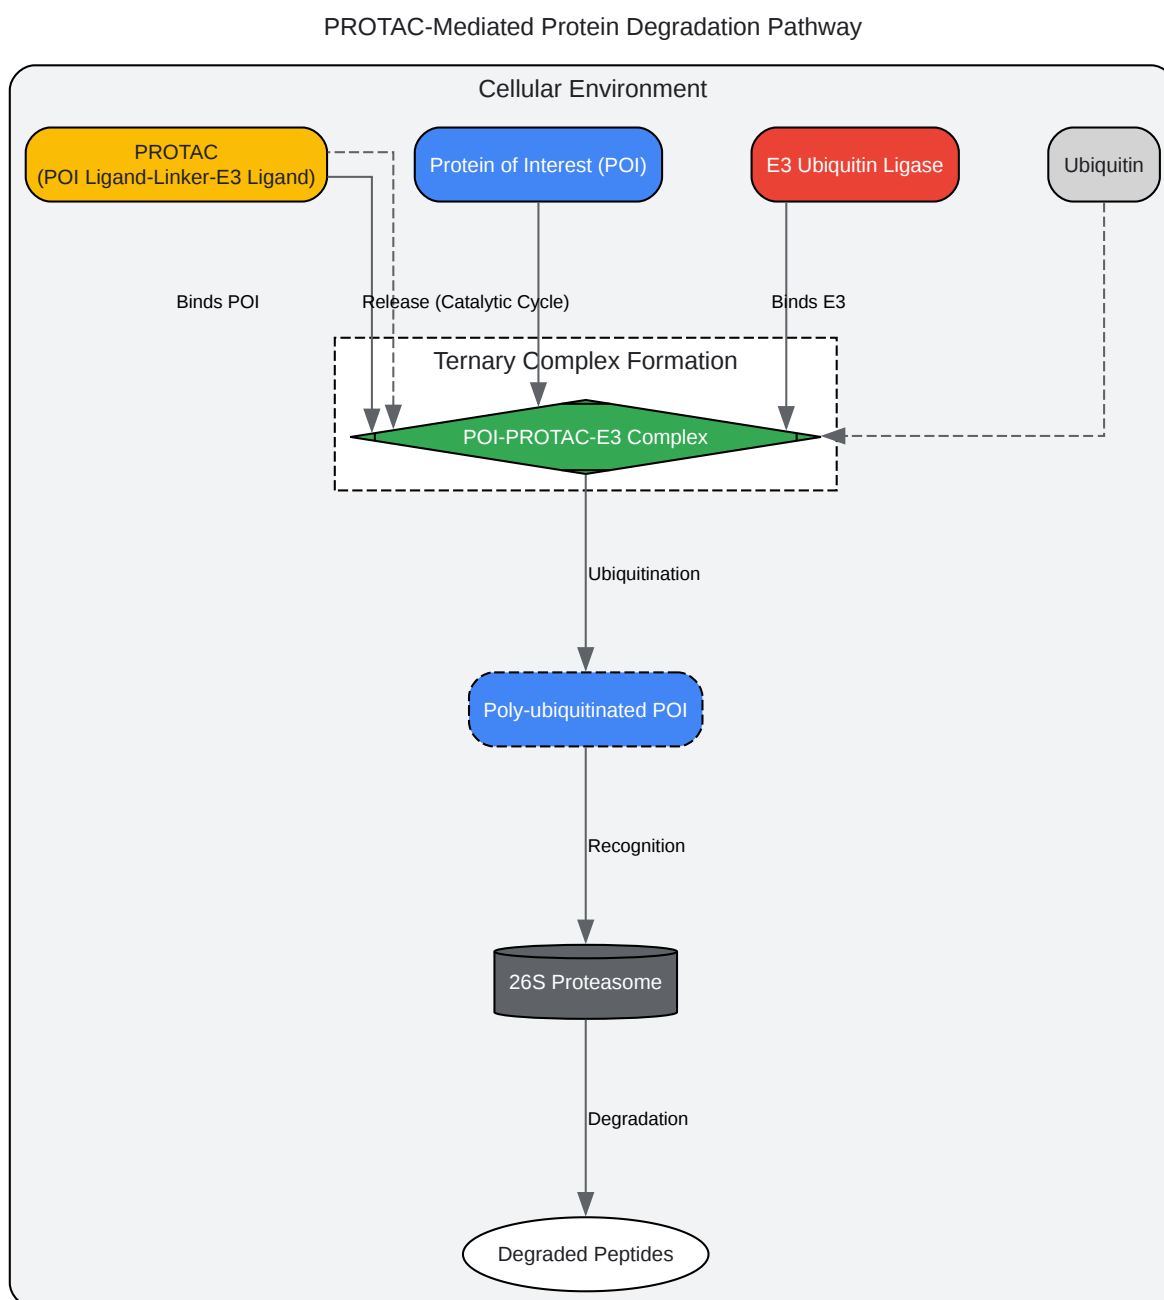 PROTAC-Mediated Protein Degradation Pathway
Cellular Environment
PROTAC
(POI Ligand-Linker-E3 Ligand)
Protein of Interest (POI)
E3 Ubiquitin Ligase
Ubiquitin
Binds POI
Release (Catalytic Cycle)
Binds E3
Ternary Complex Formation
POI-PROTAC-E3 Complex
Ubiquitination
Poly-ubiquitinated POI
Recognition
26S Proteasome
Degradation
Degraded Peptides